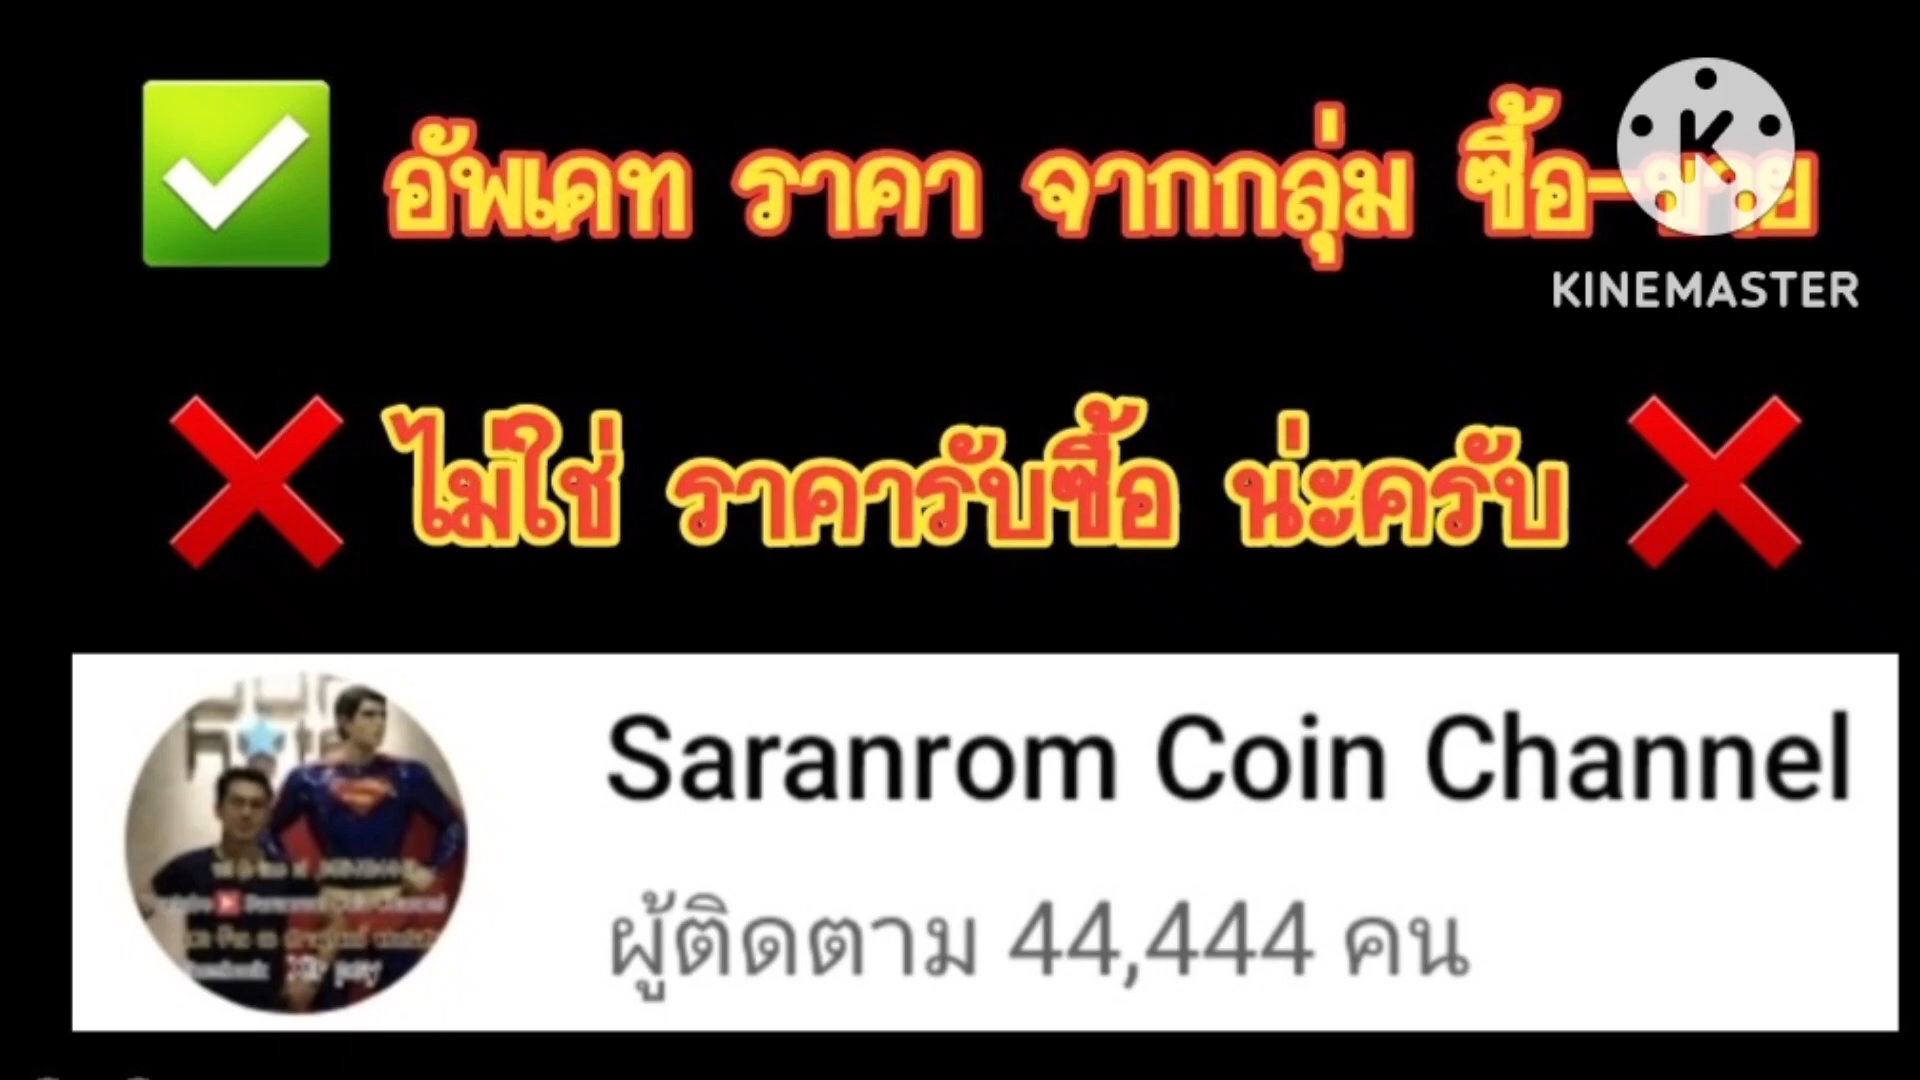 อัพเดท ราคา จากกลุ่ม ซื้อ-ขาย
K
KINEMASTER
ไม่ใช่ ราคารับซื้อ น่ะครับ
Saranrom Coin Channel
ผู้ติดตาม 44,444 คน